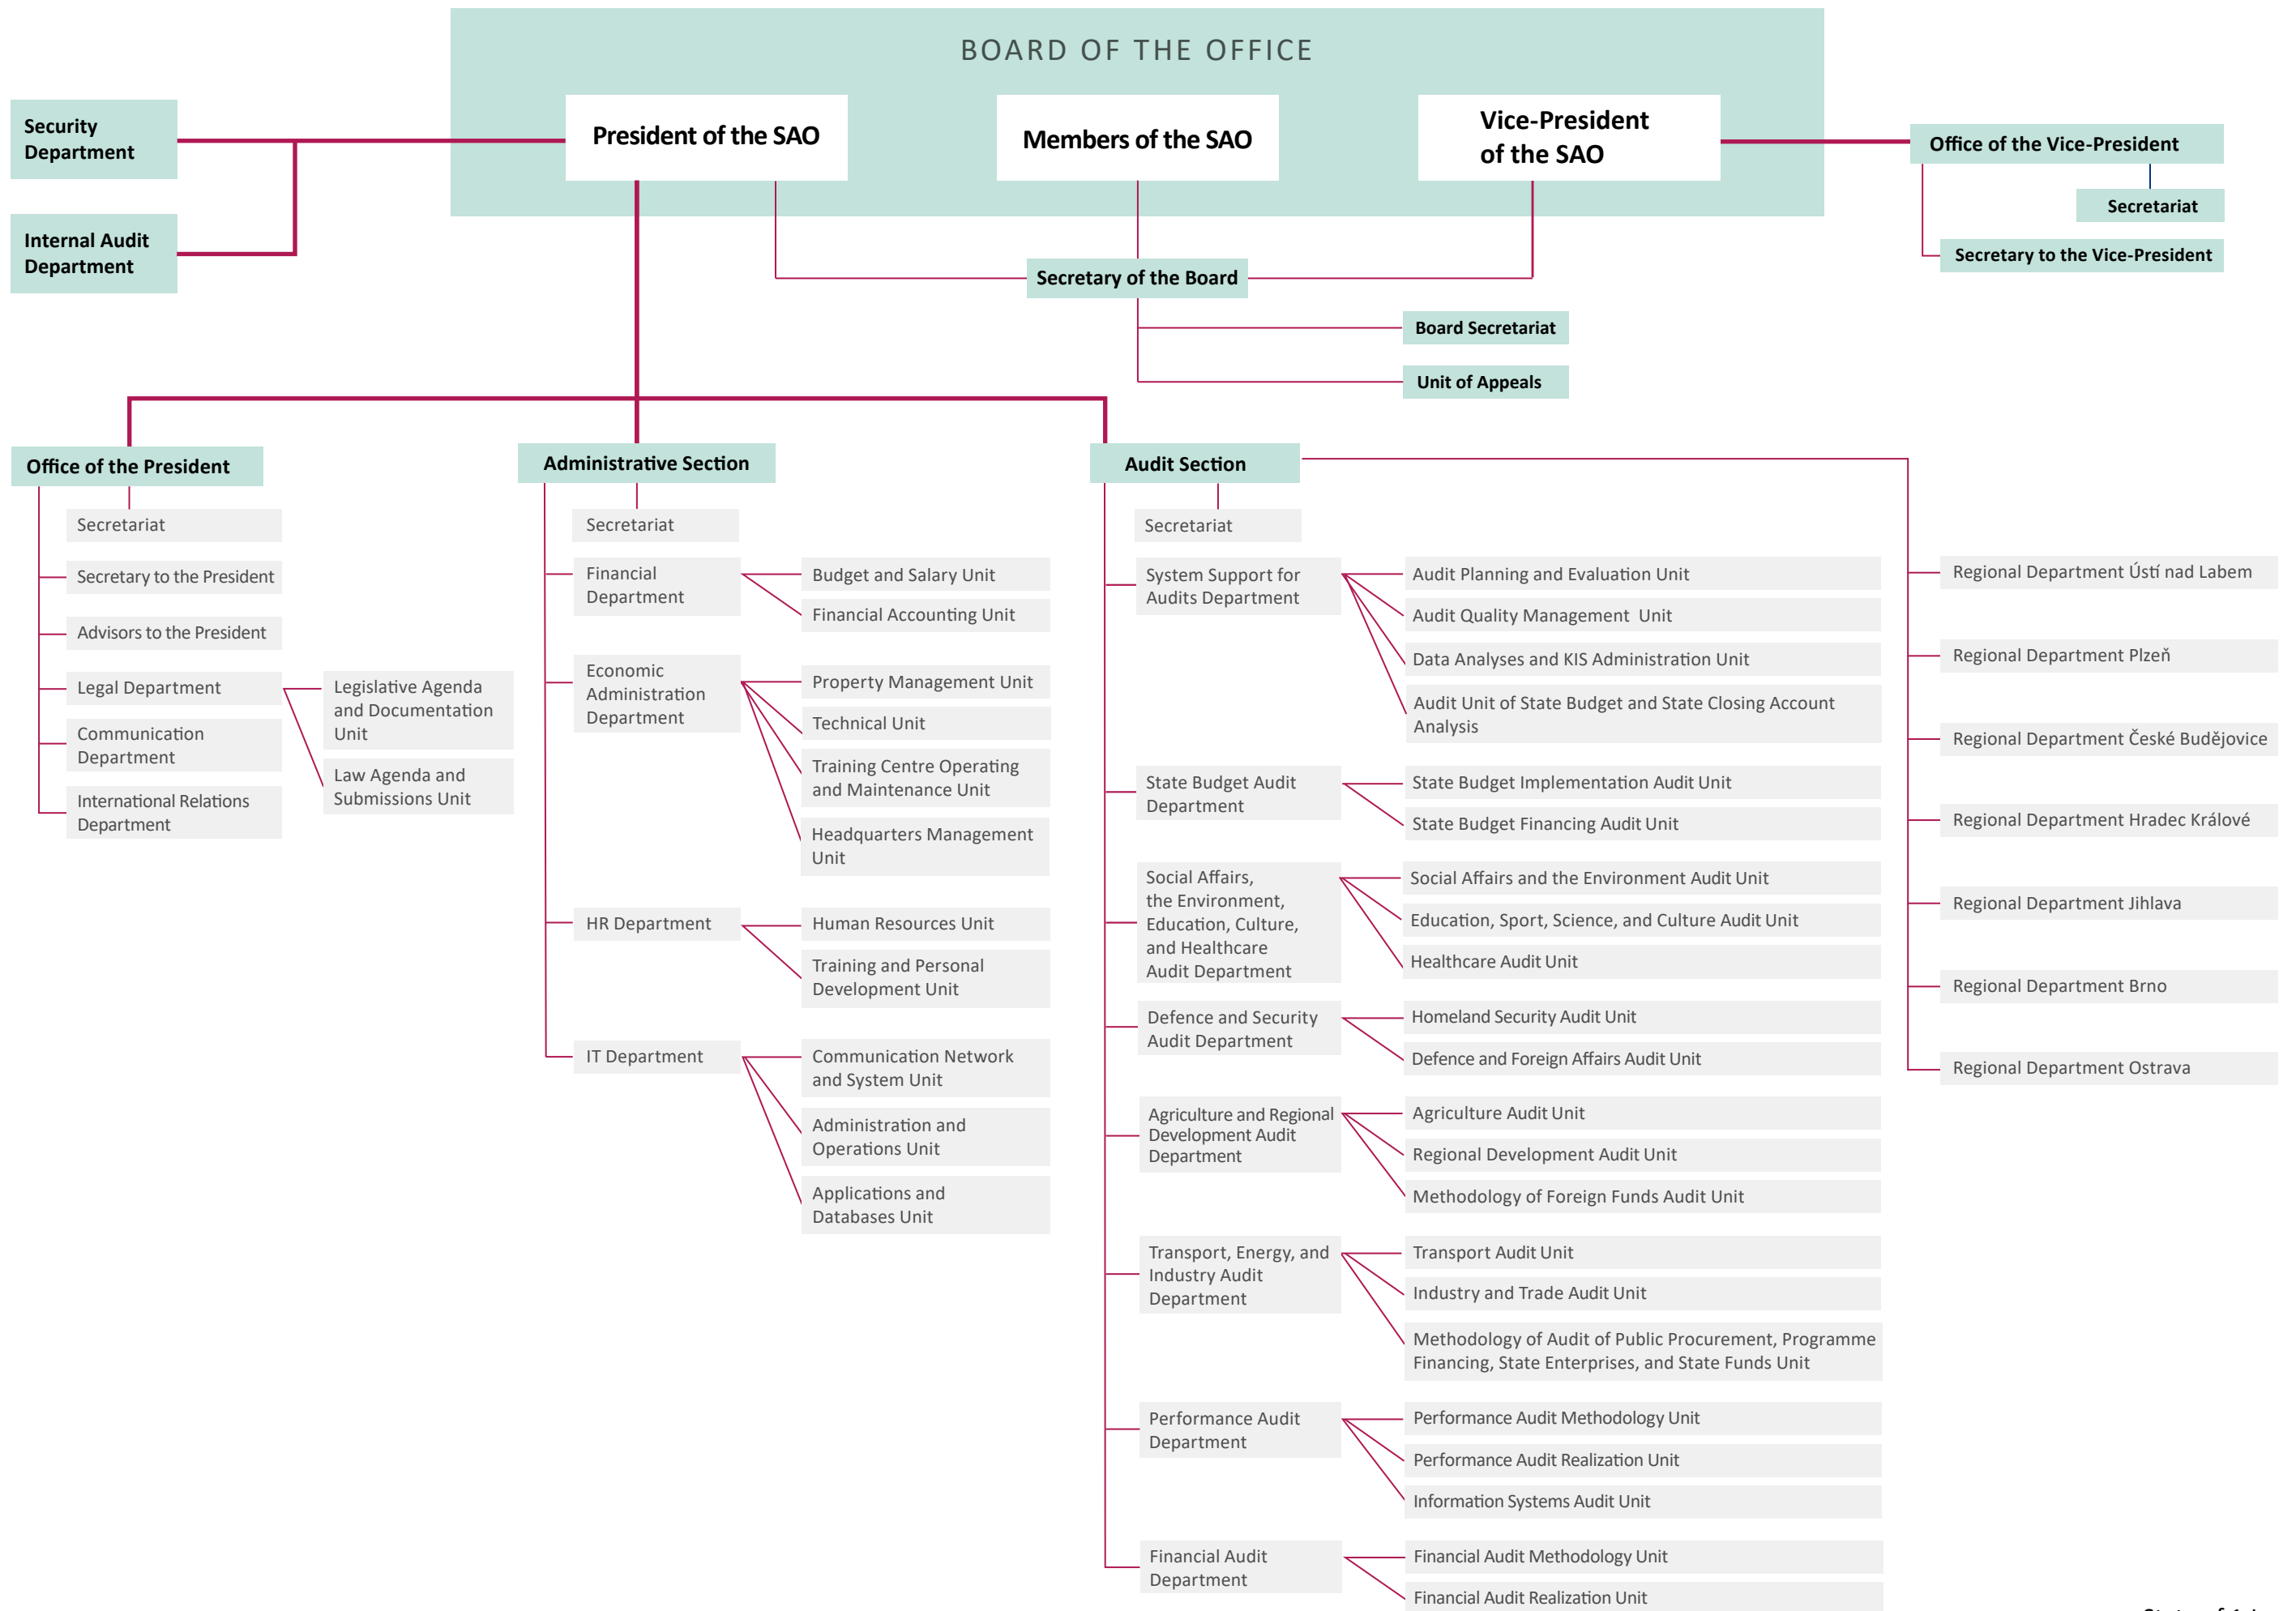 BOARD OF THE OFFICE
Security
Department
Internal Audit
Department
President of the SAO
Members of the SAO
Vice-President
of the SAO
Office of the Vice-President
Secretariat
Secretary to the Vice-President
Secretary of the Board
Board Secretariat
Unit of Appeals
Office of the President
Secretariat
Secretary to the President
Advisors to the President
Legal Department
Communication
Department
International Relations
Department
Legislative Agenda
and Documentation
Unit
Law Agenda and
Submissions Unit
Administrative Section
Secretariat
Financial
Department
Budget and Salary Unit
Financial Accounting Unit
Economic
Administration
Department
Property Management Unit
Technical Unit
Training Centre Operating
and Maintenance Unit
Headquarters Management
Unit
HR Department
Human Resources Unit
Training and Personal
Development Unit
IT Department
Communication Network
and System Unit
Administration and
Operations Unit
Applications and
Databases Unit
Audit Section
Secretariat
System Support for
Audits Department
Audit Planning and Evaluation Unit
Audit Quality Management Unit
Data Analyses and KIS Administration Unit
Audit Unit of State Budget and State Closing Account
Analysis
State Budget Audit
Department
State Budget Implementation Audit Unit
State Budget Financing Audit Unit
Social Affairs,
the Environment,
Education, Culture,
and Healthcare
Audit Department
Social Affairs and the Environment Audit Unit
Education, Sport, Science, and Culture Audit Unit
Healthcare Audit Unit
Defence and Security
Audit Department
Homeland Security Audit Unit
Defence and Foreign Affairs Audit Unit
Agriculture and Regional
Development Audit
Department
Agriculture Audit Unit
Regional Development Audit Unit
Methodology of Foreign Funds Audit Unit
Transport, Energy, and
Industry Audit
Department
Transport Audit Unit
Industry and Trade Audit Unit
Methodology of Audit of Public Procurement, Programme
Financing, State Enterprises, and State Funds Unit
Performance Audit
Department
Performance Audit Methodology Unit
Performance Audit Realization Unit
Information Systems Audit Unit
Financial Audit
Department
Financial Audit Methodology Unit
Financial Audit Realization Unit
Regional Department Ústí nad Labem
Regional Department Plzeň
Regional Department České Budějovice
Regional Department Hradec Králové
Regional Department Jihlava
Regional Department Brno
Regional Department Ostrava